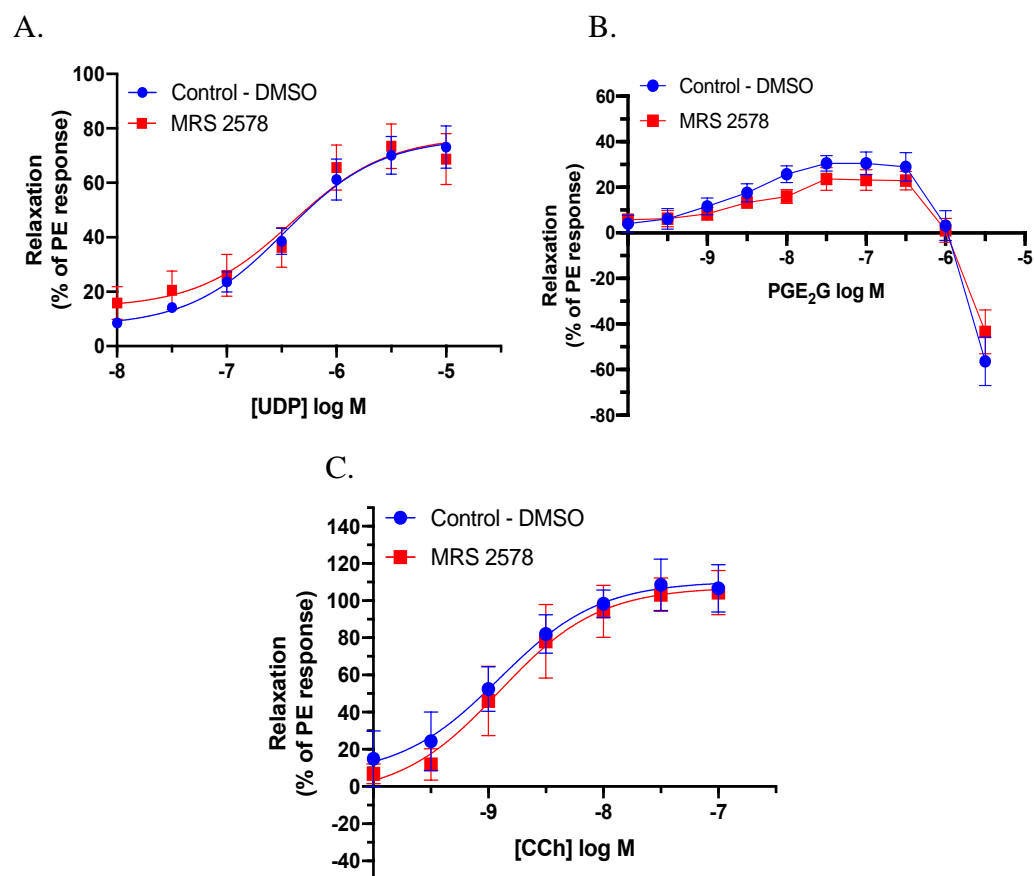 A.
Relaxation
(% of PE response)
100
80
60
40
20
0
Control - DMSO
MRS 2578
-8
-7
-6
-5
[UDP] log M
B.
Relaxation
(% of PE response)
60
40
20
0
-20
-40
-60
-80
Control - DMSO
MRS 2578
-9
-8
-7
-6
-5
PGE₂G log M
C.
Relaxation
(% of PE response)
140
120
100
80
60
40
20
0
-20
-40
Control - DMSO
MRS 2578
-9
-8
-7
[CCh] log M